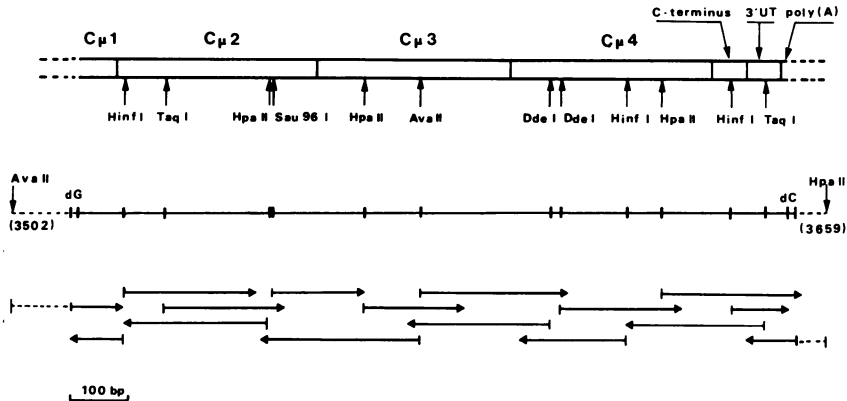 C-terminus 3'UT poly(A)
Cμ1 Cμ2 Cμ3 Cμ4
Hinf I Taq I Hpa II Sau 96 I Hpa II Ava II Dde I Dde I Hinf I Hpa II Hinf I Taq I
Ava II Hpa II
dG dC
(3502) (3659)
100 bp